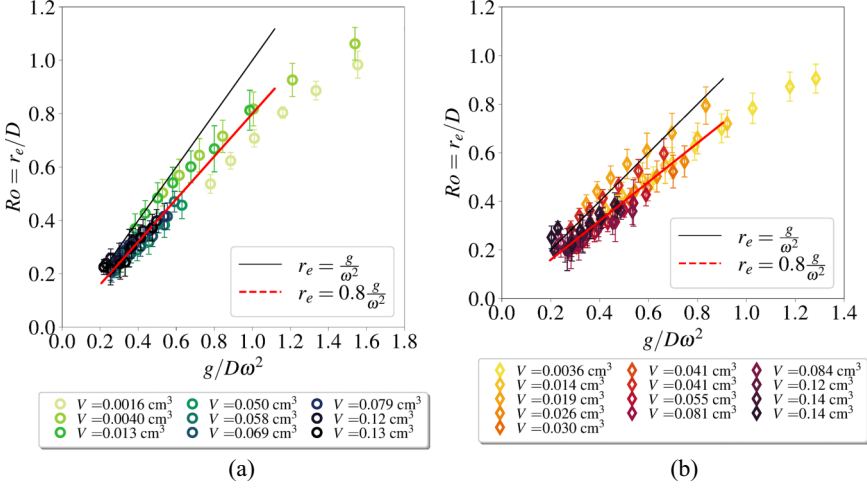 1.2
1.0
0.8
0.6
0.4
0.2
0.0
Ro = r_e/D
(a)
r_e = g/ω²
r_e = 0.8 g/ω²
0.0 0.2 0.4 0.6 0.8 1.0 1.2 1.4 1.6 1.8
g/Dω²
V =0.0016 cm³ V =0.050 cm³ V =0.079 cm³
V =0.0040 cm³ V =0.058 cm³ V =0.12 cm³
V =0.013 cm³ V =0.069 cm³ V =0.13 cm³
(a)
1.2
1.0
0.8
0.6
0.4
0.2
0.0
Ro = r_e/D
(b)
r_e = g/ω²
r_e = 0.8 g/ω²
0.0 0.2 0.4 0.6 0.8 1.0 1.2 1.4
g/Dω²
V =0.0036 cm³ V =0.041 cm³ V =0.084 cm³
V =0.014 cm³ V =0.041 cm³ V =0.12 cm³
V =0.019 cm³ V =0.055 cm³ V =0.14 cm³
V =0.026 cm³ V =0.081 cm³ V =0.14 cm³
V =0.030 cm³
(b)